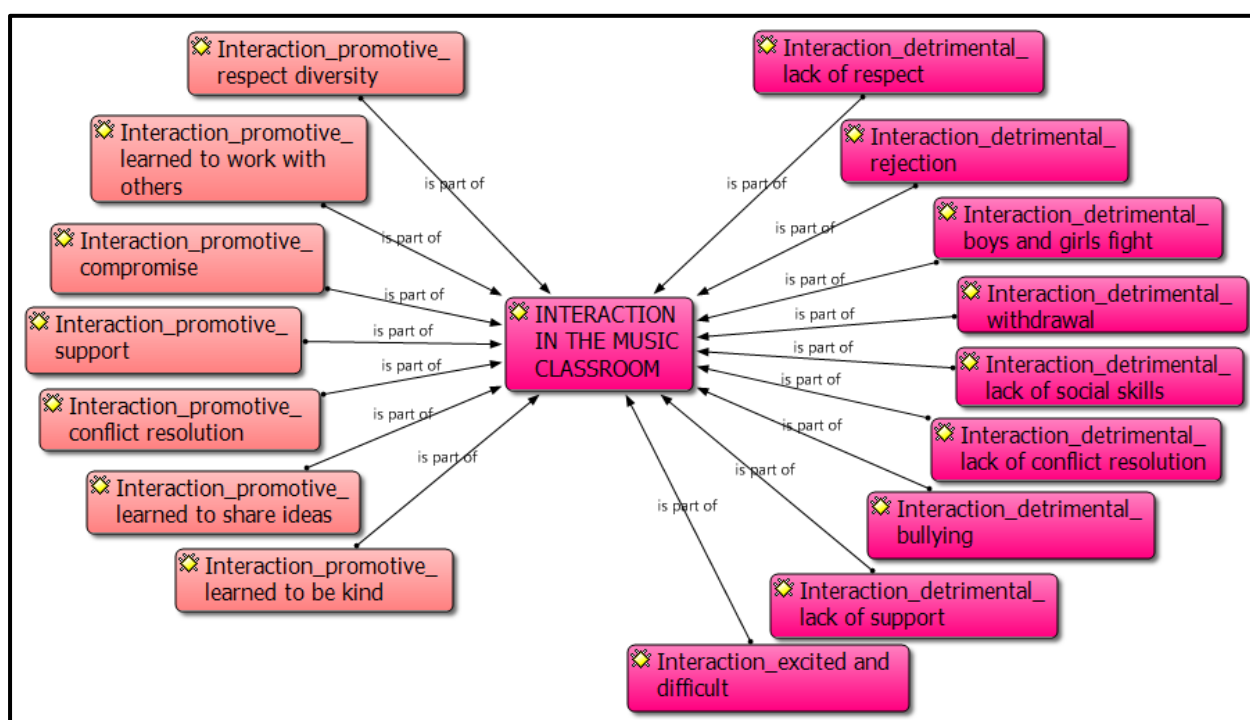 Interaction_promotive_
respect diversity
Interaction_promotive_
learned to work with
others
Interaction_promotive_
compromise
Interaction_promotive_
support
Interaction_promotive_
conflict resolution
Interaction_promotive_
learned to share ideas
Interaction_promotive_
learned to be kind
is part of
is part of
is part of
is part of
is part of
is part of
is part of
INTERACTION
IN THE MUSIC
CLASSROOM
Interaction_detrimental_
lack of respect
Interaction_detrimental_
rejection
Interaction_detrimental_
boys and girls fight
Interaction_detrimental_
withdrawal
Interaction_detrimental_
lack of social skills
Interaction_detrimental_
lack of conflict resolution
Interaction_detrimental_
bullying
Interaction_detrimental_
lack of support
Interaction_excited and
difficult
is part of
is part of
is part of
is part of
is part of
is part of
is part of
is part of
is part of